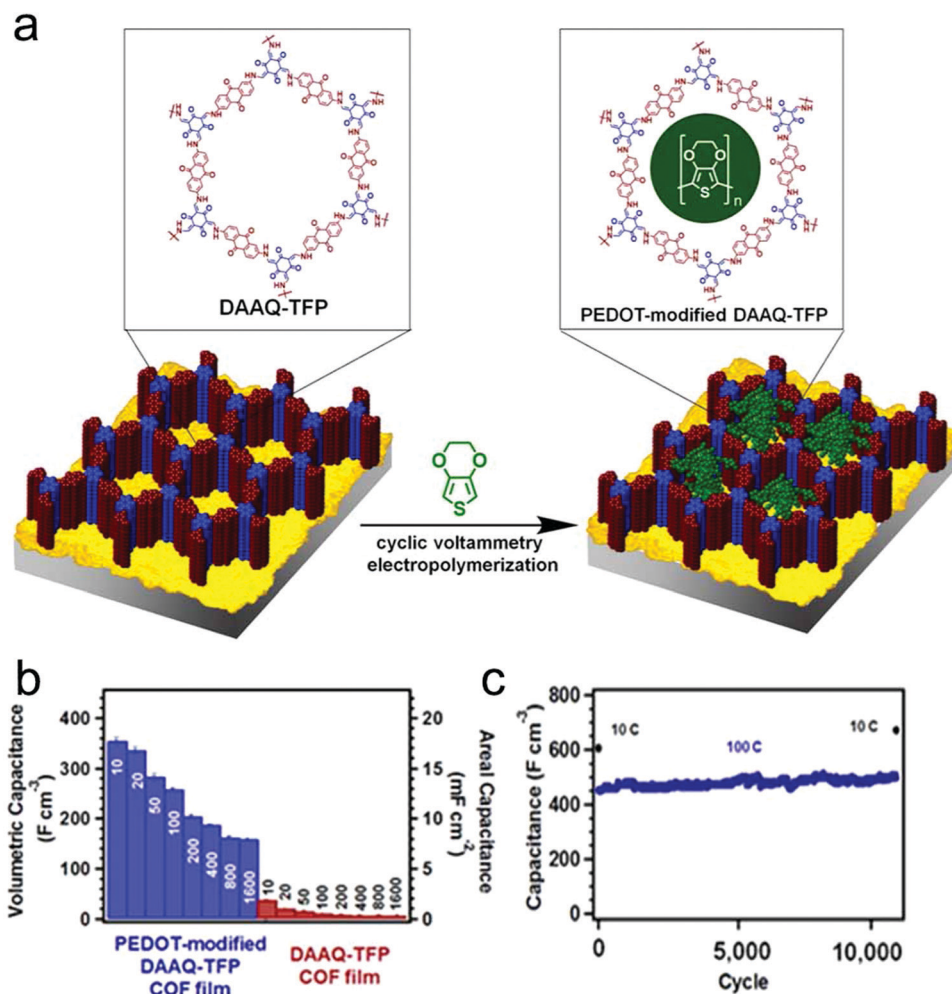 a
DAAQ-TFP
PEDOT-modified DAAQ-TFP
n
O
O
S
O
O
S
cyclic voltammetry
electropolymerization
b
Volumetric Capacitance
(F cm⁻³)
400
300
200
100
0
10
20
50
100
200
400
800
1600
10
20
50
100
200
400
800
1600
20
15
10
5
0
Areal Capacitance
(mF cm⁻²)
PEDOT-modified
DAAQ-TFP
COF film
DAAQ-TFP
COF film
c
Capacitance (F cm⁻³)
800
600
400
200
0
10 C
100 C
10 C
0
5,000
10,000
Cycle